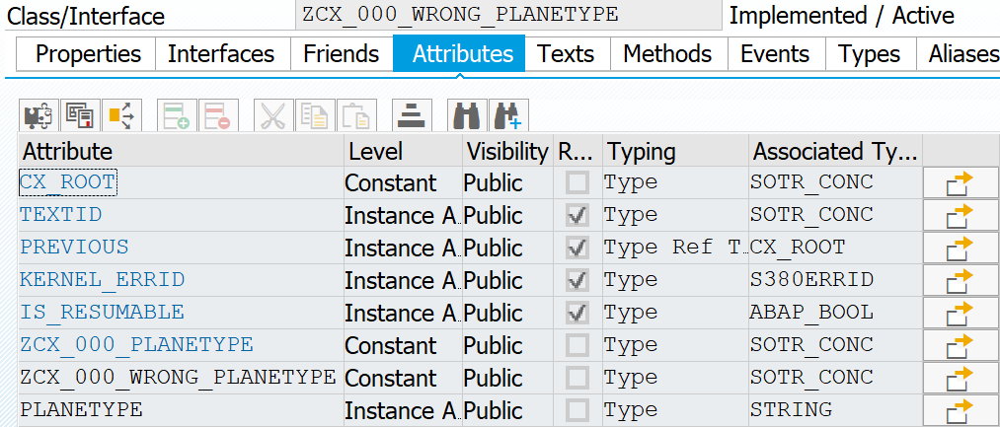 Class/Interface ZCX_000_WRONG_PLANETYPE Implemented / Active
Properties Interfaces Friends Attributes Texts Methods Events Types Aliases
Attribute Level Visibility R... Typing Associated Ty...
CX_ROOT Constant Public Type SOTR_CONC
TEXTID Instance A.. Public Type SOTR_CONC
PREVIOUS Instance A.. Public Type Ref T.. CX_ROOT
KERNEL_ERRID Instance A.. Public Type S380ERRID
IS_RESUMABLE Instance A.. Public Type ABAP_BOOL
ZCX_000_PLANETYPE Constant Public Type SOTR_CONC
ZCX_000_WRONG_PLANETYPE Constant Public Type SOTR_CONC
PLANETYPE Instance A.. Public Type STRING